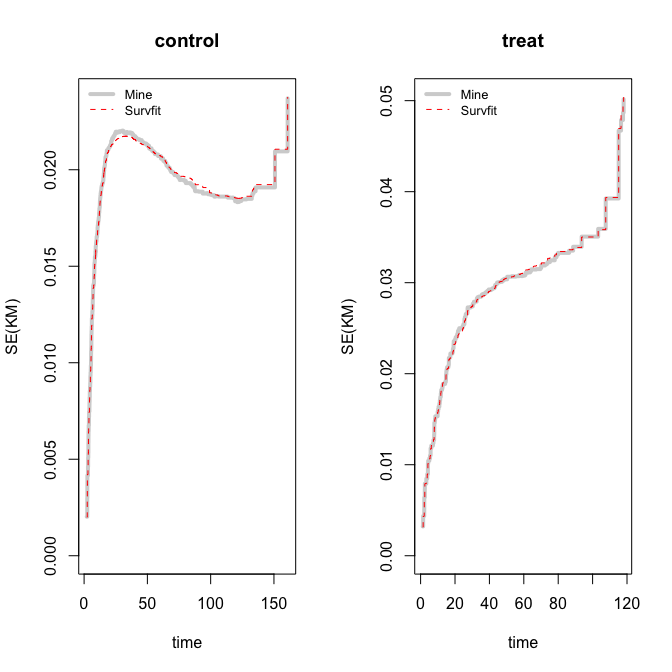 control
Mine
Survfit
SE(KM)
0.020
0.015
0.010
0.005
0.000
0 50 100 150
time
treat
Mine
Survfit
SE(KM)
0.05
0.04
0.03
0.02
0.01
0.00
0 20 40 60 80 120
time